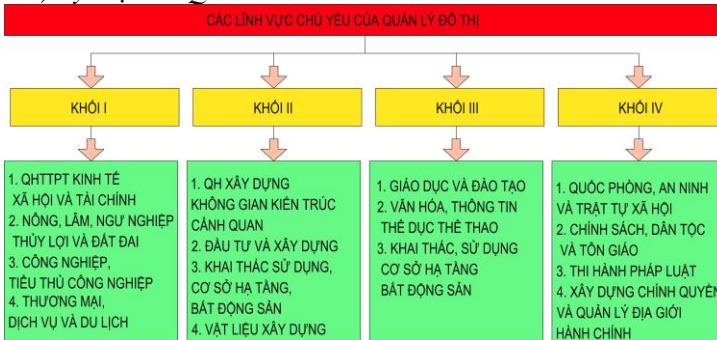 CÁC LĨNH VỰC CHỦ YẾU CỦA QUẢN LÝ ĐÔ THỊ
KHỐI I
KHỐI II
KHỐI III
KHỐI IV
1. QHTTPT KINH TẾ
XÃ HỘI VÀ TÀI CHÍNH
2. NÔNG, LÂM, NGƯ NGHIỆP
THỦY LỢI VÀ ĐẤT ĐAI
3. CÔNG NGHIỆP,
TIỂU THỦ CÔNG NGHIỆP
4. THƯƠNG MẠI,
DỊCH VỤ VÀ DU LỊCH
1. QH XÂY DỰNG
KHÔNG GIAN KIẾN TRÚC
CẢNH QUAN
2. ĐẦU TƯ VÀ XÂY DỰNG
3. KHAI THÁC SỬ DỤNG,
CƠ SỞ HẠ TẦNG,
BẤT ĐỘNG SẢN
4. VẬT LIỆU XÂY DỰNG
1. GIÁO DỤC VÀ ĐÀO TẠO
2. VĂN HÓA, THÔNG TIN
THỂ DỤC THỂ THAO
3. KHAI THÁC, SỬ DỤNG
CƠ SỞ HẠ TẦNG
BẤT ĐỘNG SẢN
1. QUỐC PHÒNG, AN NINH
VÀ TRẬT TỰ XÃ HỘI
2. CHÍNH SÁCH, DÂN TỘC
VÀ TÔN GIÁO
3. THI HÀNH PHÁP LUẬT
4. XÂY DỰNG CHÍNH QUYỀN
VÀ QUẢN LÝ ĐỊA GIỚI
HÀNH CHÍNH